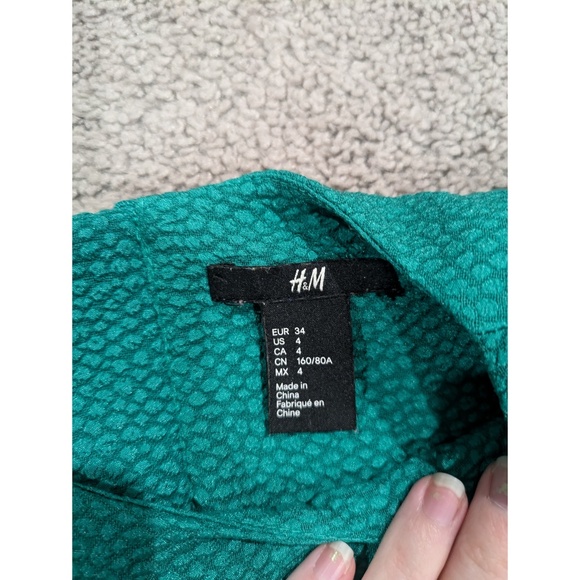 H&M
EUR 34
US 4
CA 4
CN 160/80A
MX 4
Made in
China
Fabriqué en
Chine